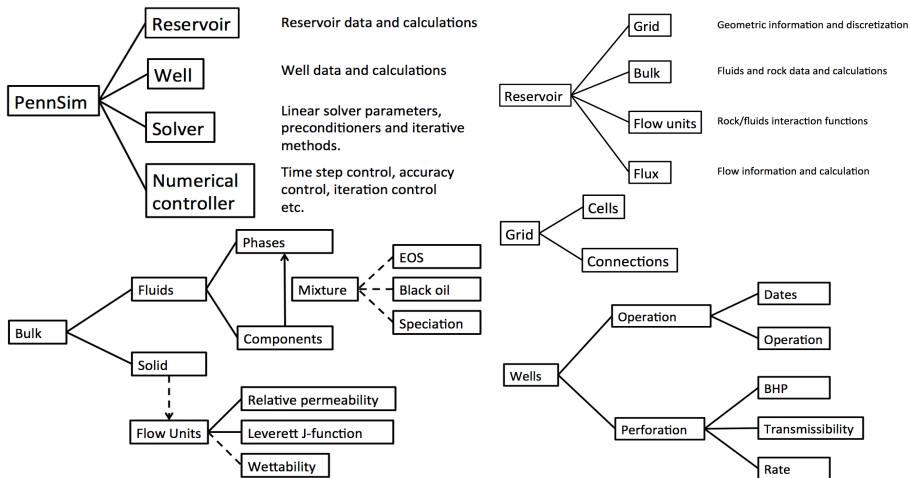 PennSim
Reservoir
Reservoir data and calculations
Well
Well data and calculations
Solver
Linear solver parameters,
preconditioners and iterative
methods.
Numerical
controller
Time step control, accuracy
control, iteration control
etc.
Reservoir
Grid
Geometric information and discretization
Bulk
Fluids and rock data and calculations
Flow units
Rock/fluids interaction functions
Flux
Flow information and calculation
Grid
Cells
Connections
Bulk
Fluids
Phases
Components
Mixture
EOS
Black oil
Speciation
Solid
Flow Units
Relative permeability
Leverett J-function
Wettability
Wells
Operation
Dates
Operation
Perforation
BHP
Transmissibility
Rate